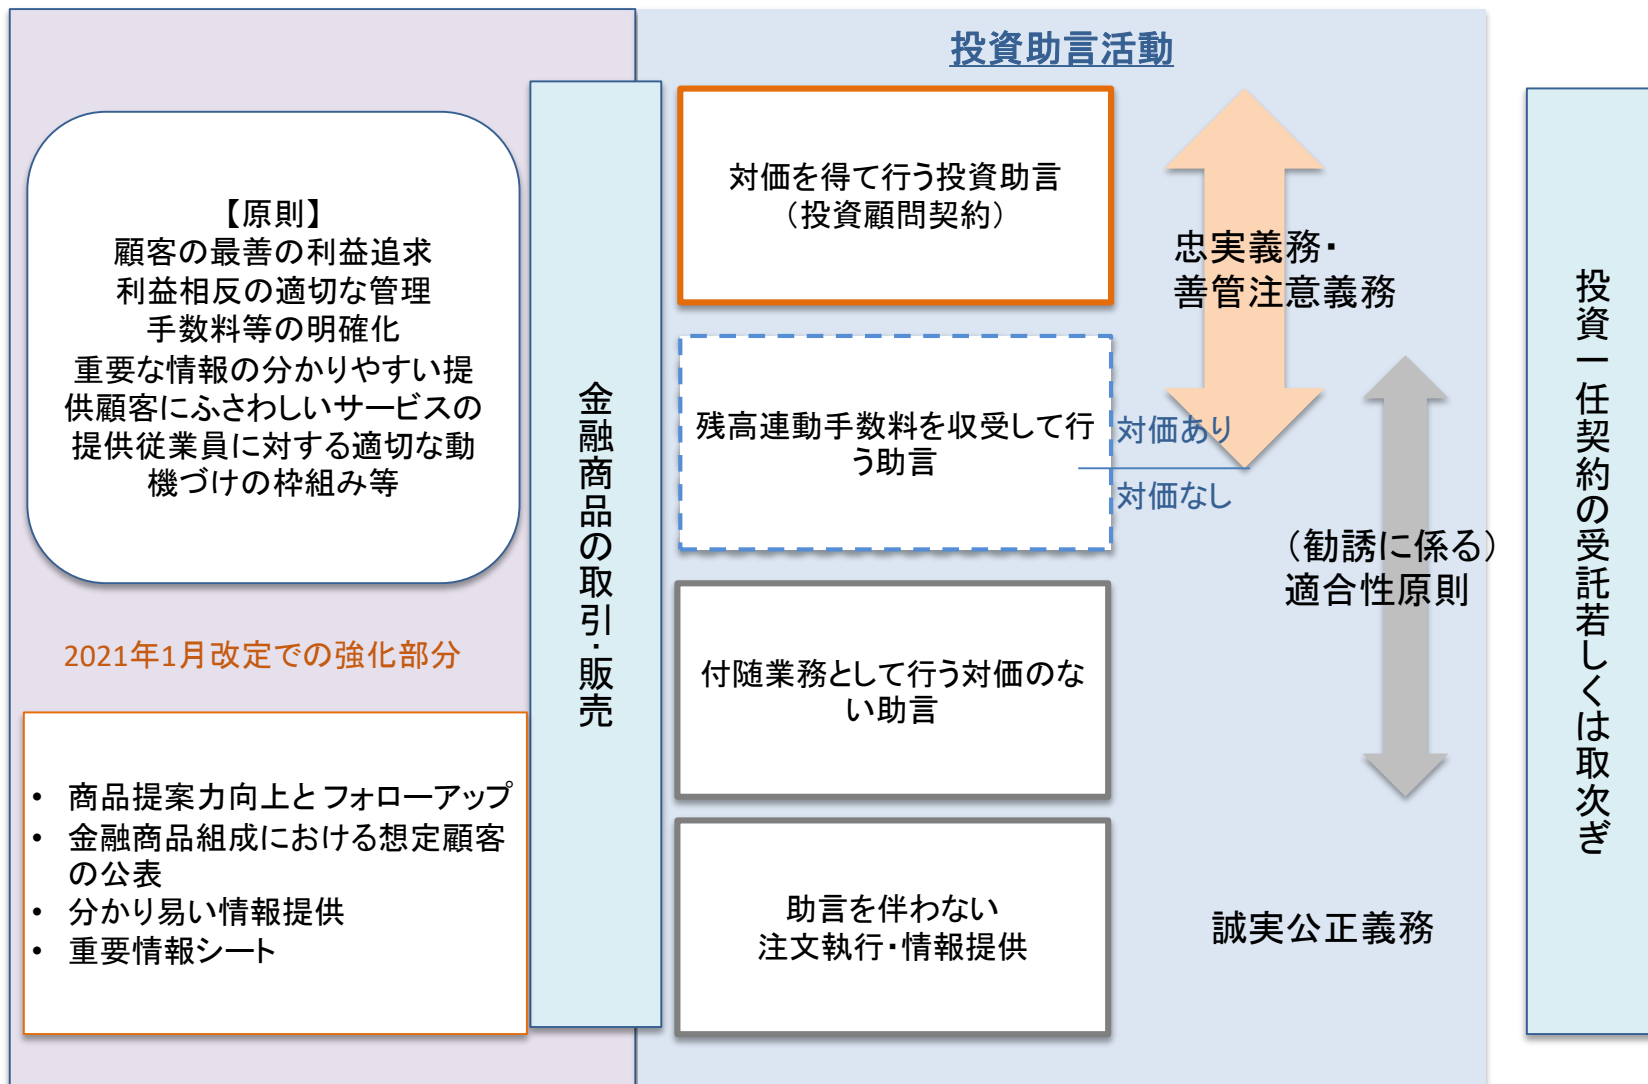 投資助言活動
【原則】
顧客の最善の利益追求
利益相反の適切な管理
手数料等の明確化
重要な情報の分かりやすい提
供顧客にふさわしいサービスの
提供従業員に対する適切な動
機づけの枠組み等
2021年1月改定での強化部分
• 商品提案力向上とフォローアップ
• 金融商品組成における想定顧客
の公表
• 分かり易い情報提供
• 重要情報シート
金融商品の取引・販売
対価を得て行う投資助言
（投資顧問契約）
残高連動手数料を収受して行
う助言
付随業務として行う対価のな
い助言
助言を伴わない
注文執行・情報提供
忠実義務・
善管注意義務
対価あり
対価なし
（勧誘に係る）
適合性原則
誠実公正義務
投資一任契約の受託若しくは取次ぎ